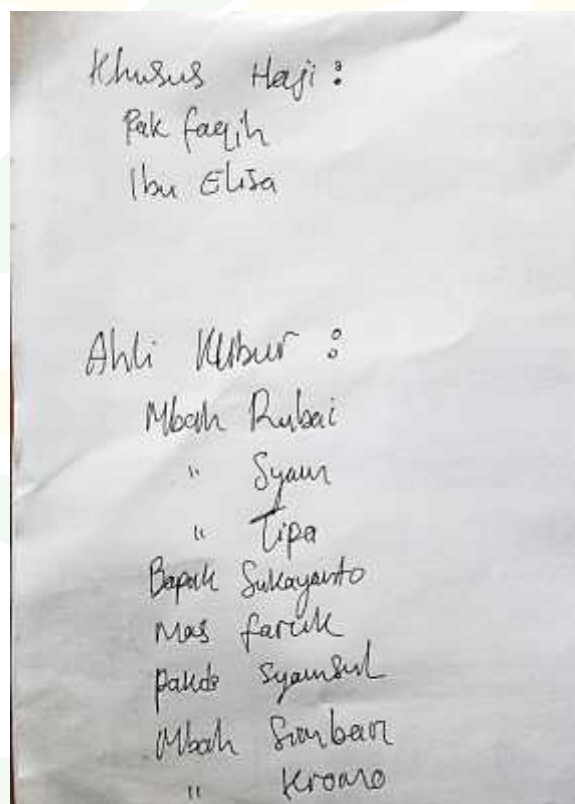 Khusus Haji :
Pak faqih
Ibu Elisa
Ahli Kubur :
Mbah Rubai
" Syam
" Tipa
Bapak Sukayanto
Mas faruk
pakde Syamsul
Mbah Simban
" Kromo